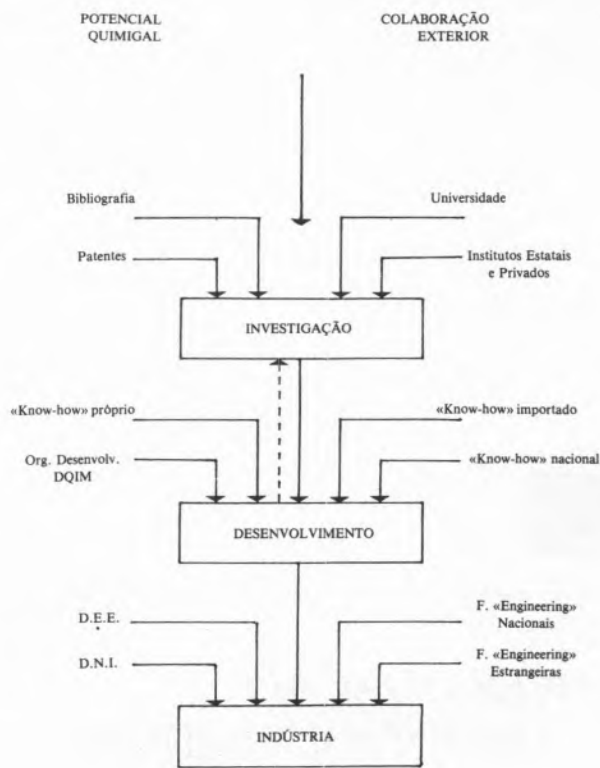 POTENCIAL
QUIMIGAL
COLABORAÇÃO
EXTERIOR
Bibliografia
Universidade
Patentes
Institutos Estatais
e Privados
INVESTIGAÇÃO
«Know-how» próprio
«Know-how» importado
Org. Desenvolv.
DQIM
«Know-how» nacional
DESENVOLVIMENTO
D.E.E.
F. «Engineering»
Nacionais
D.N.I.
F. «Engineering»
Estrangeiras
INDÚSTRIA